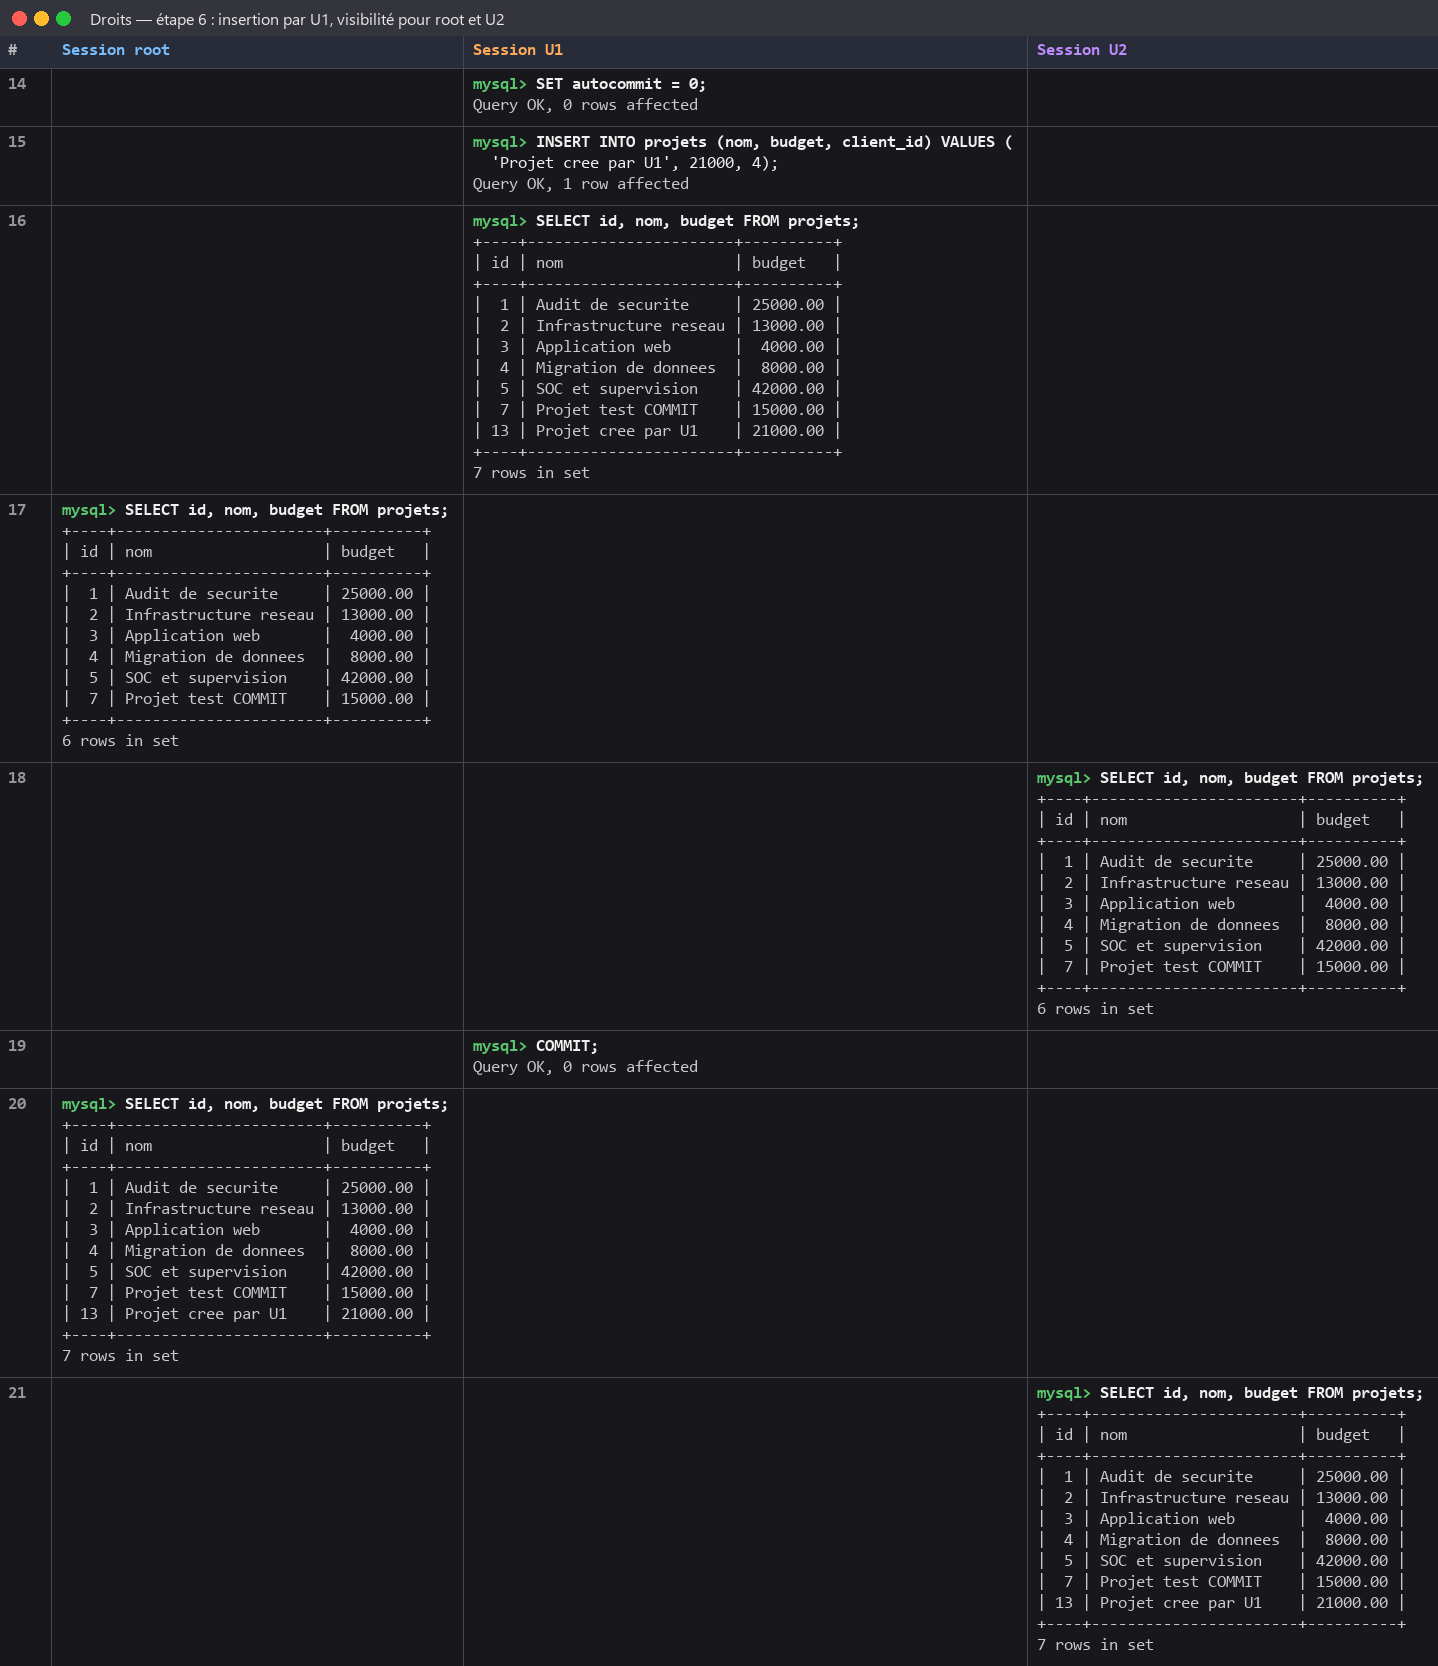 Droits — étape 6 : insertion par U1, visibilité pour root et U2
# Session root Session U1 Session U2
14
mysql> SET autocommit = 0;
Query OK, 0 rows affected
15
mysql> INSERT INTO projets (nom, budget, client_id) VALUES (
  'Projet cree par U1', 21000, 4);
Query OK, 1 row affected
16
mysql> SELECT id, nom, budget FROM projets;
+----+-----------------------+----------+
| id | nom                   | budget   |
+----+-----------------------+----------+
|  1 | Audit de securite     | 25000.00 |
|  2 | Infrastructure reseau | 13000.00 |
|  3 | Application web       |  4000.00 |
|  4 | Migration de donnees  |  8000.00 |
|  5 | SOC et supervision    | 42000.00 |
|  7 | Projet test COMMIT    | 15000.00 |
| 13 | Projet cree par U1    | 21000.00 |
+----+-----------------------+----------+
7 rows in set
17
mysql> SELECT id, nom, budget FROM projets;
+----+-----------------------+----------+
| id | nom                   | budget   |
+----+-----------------------+----------+
|  1 | Audit de securite     | 25000.00 |
|  2 | Infrastructure reseau | 13000.00 |
|  3 | Application web       |  4000.00 |
|  4 | Migration de donnees  |  8000.00 |
|  5 | SOC et supervision    | 42000.00 |
|  7 | Projet test COMMIT    | 15000.00 |
+----+-----------------------+----------+
6 rows in set
18
mysql> SELECT id, nom, budget FROM projets;
+----+-----------------------+----------+
| id | nom                   | budget   |
+----+-----------------------+----------+
|  1 | Audit de securite     | 25000.00 |
|  2 | Infrastructure reseau | 13000.00 |
|  3 | Application web       |  4000.00 |
|  4 | Migration de donnees  |  8000.00 |
|  5 | SOC et supervision    | 42000.00 |
|  7 | Projet test COMMIT    | 15000.00 |
+----+-----------------------+----------+
6 rows in set
19
mysql> COMMIT;
Query OK, 0 rows affected
20
mysql> SELECT id, nom, budget FROM projets;
+----+-----------------------+----------+
| id | nom                   | budget   |
+----+-----------------------+----------+
|  1 | Audit de securite     | 25000.00 |
|  2 | Infrastructure reseau | 13000.00 |
|  3 | Application web       |  4000.00 |
|  4 | Migration de donnees  |  8000.00 |
|  5 | SOC et supervision    | 42000.00 |
|  7 | Projet test COMMIT    | 15000.00 |
| 13 | Projet cree par U1    | 21000.00 |
+----+-----------------------+----------+
7 rows in set
21
mysql> SELECT id, nom, budget FROM projets;
+----+-----------------------+----------+
| id | nom                   | budget   |
+----+-----------------------+----------+
|  1 | Audit de securite     | 25000.00 |
|  2 | Infrastructure reseau | 13000.00 |
|  3 | Application web       |  4000.00 |
|  4 | Migration de donnees  |  8000.00 |
|  5 | SOC et supervision    | 42000.00 |
|  7 | Projet test COMMIT    | 15000.00 |
| 13 | Projet cree par U1    | 21000.00 |
+----+-----------------------+----------+
7 rows in set